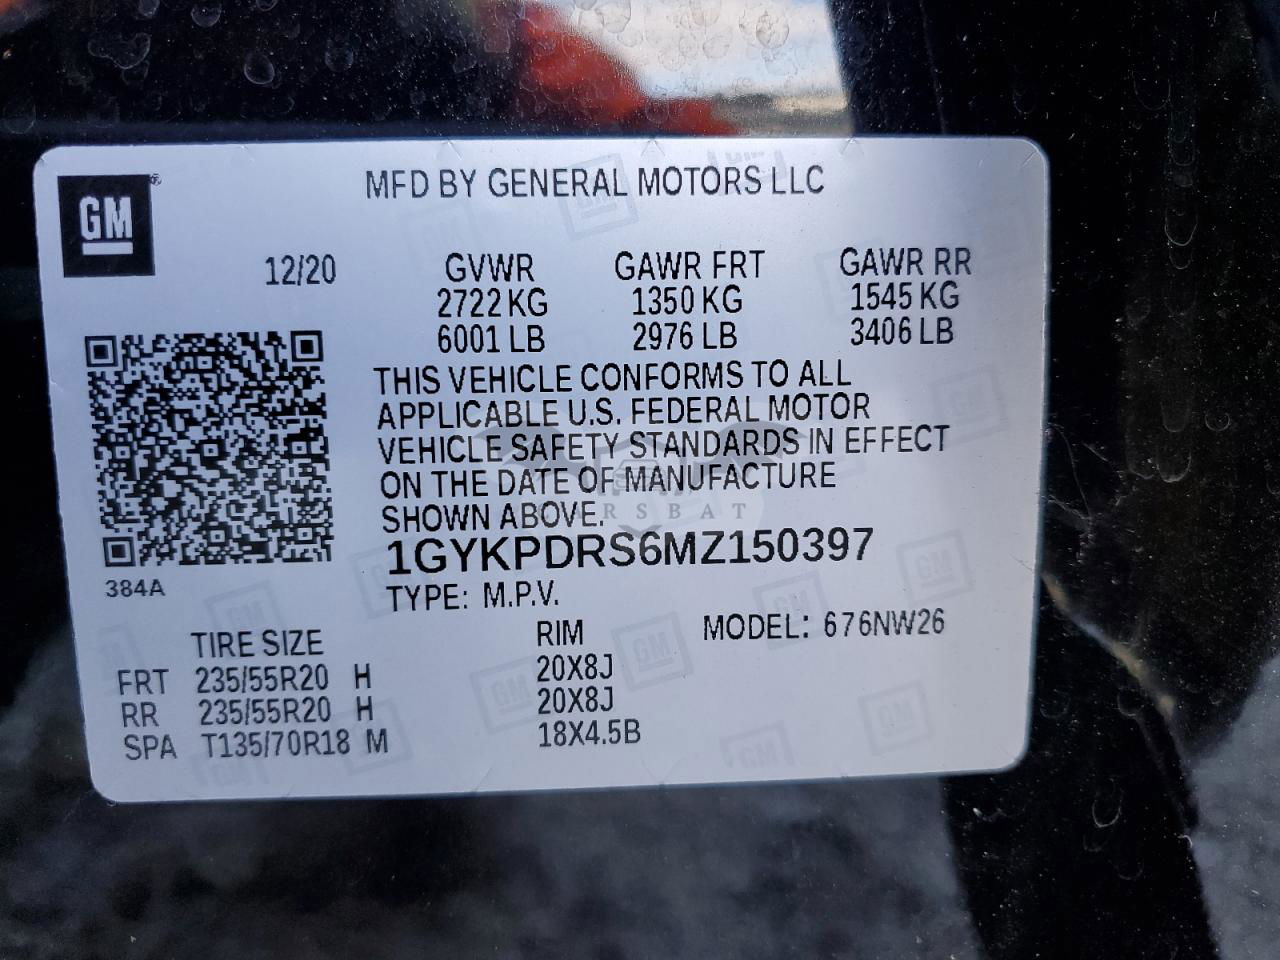 GM
MFD BY GENERAL MOTORS LLC
12/20 GVWR GAWR FRT GAWR RR
2722 KG 1350 KG 1545 KG
6001 LB 2976 LB 3406 LB
THIS VEHICLE CONFORMS TO ALL
APPLICABLE U.S. FEDERAL MOTOR
VEHICLE SAFETY STANDARDS IN EFFECT
ON THE DATE OF MANUFACTURE
SHOWN ABOVE.
CARSBAT
1GYKPDRS6MZ150397
384A
TYPE: M.P.V.
TIRE SIZE RIM MODEL: 676NW26
FRT 235/55R20 H 20X8J
RR 235/55R20 H 20X8J
SPA T135/70R18 M 18X4.5B